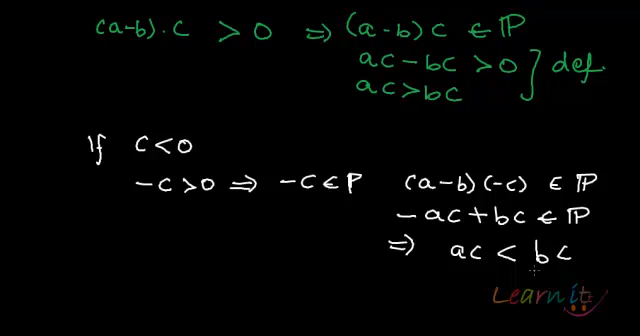 (a-b).c > 0 ⇒ (a-b)c ∈ ℙ
ac - bc > 0 } def.
ac > bc
If c < 0
-c > 0 ⇒ -c ∈ P (a-b)(-c) ∈ ℙ
-ac + bc ∈ ℙ
⇒ ac < bc
Learnit